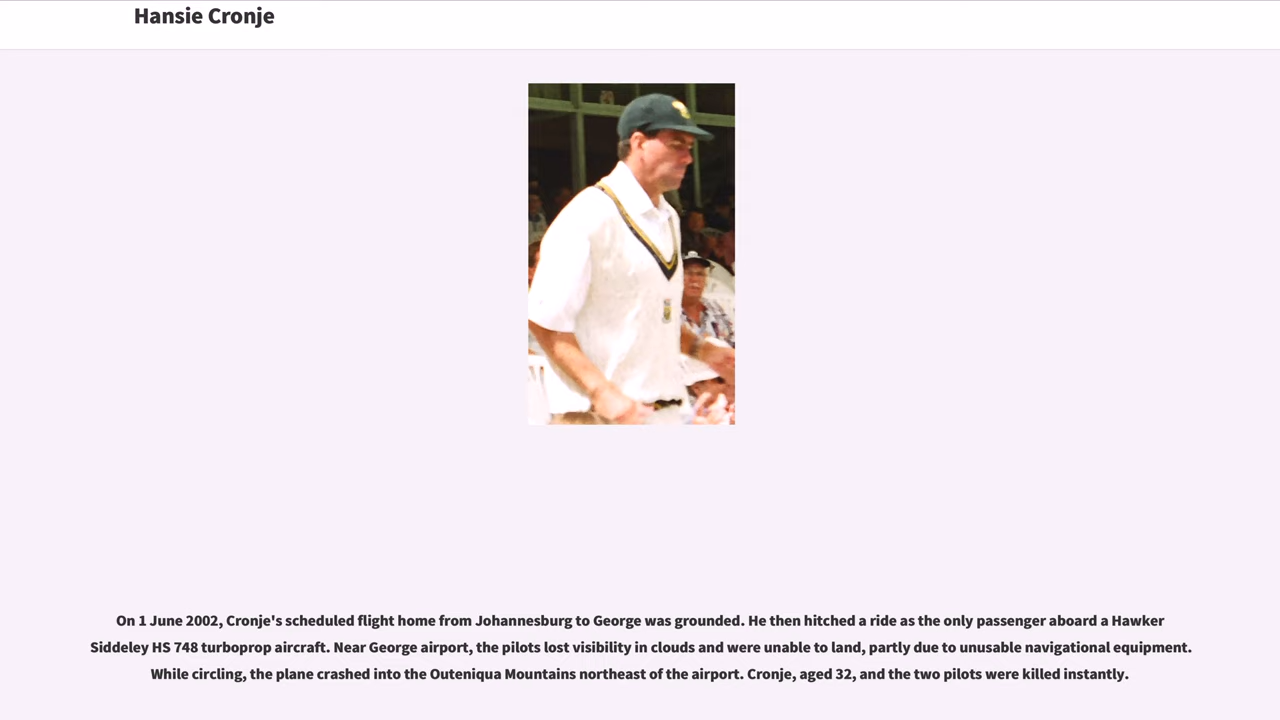 Hansie Cronje
On 1 June 2002, Cronje's scheduled flight home from Johannesburg to George was grounded. He then hitched a ride as the only passenger aboard a Hawker
Siddeley HS 748 turboprop aircraft. Near George airport, the pilots lost visibility in clouds and were unable to land, partly due to unusable navigational equipment.
While circling, the plane crashed into the Outeniqua Mountains northeast of the airport. Cronje, aged 32, and the two pilots were killed instantly.